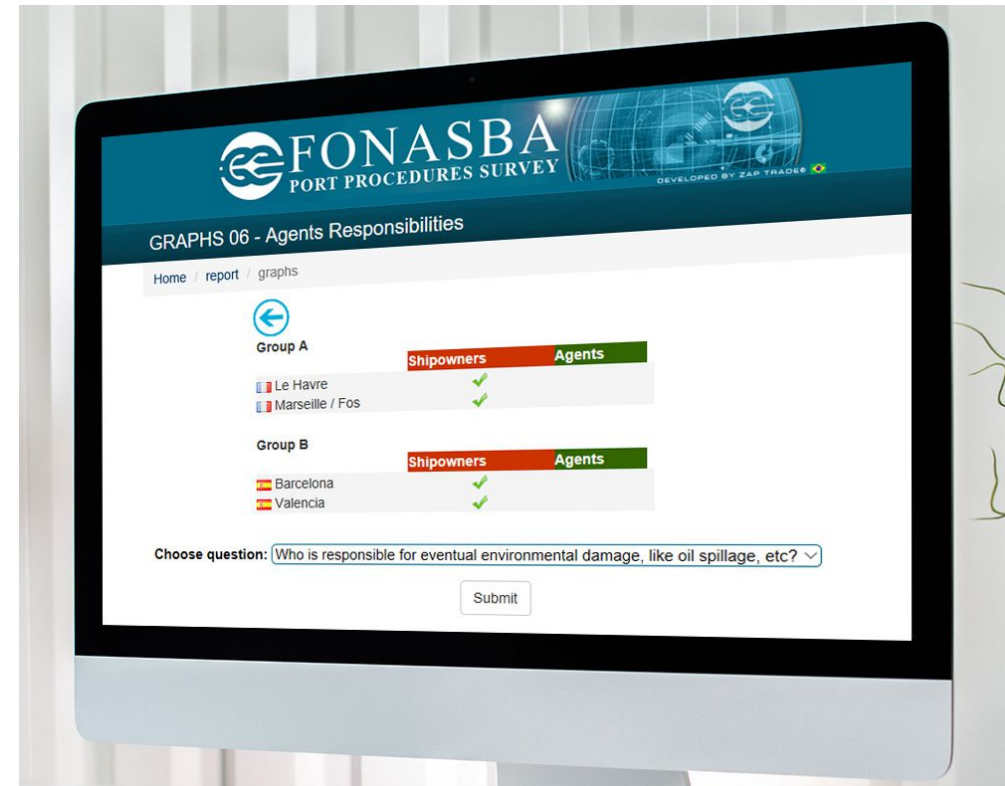 FONASBA
PORT PROCEDURES SURVEY
DEVELOPED BY ZAP TRADE®
GRAPHS 06 - Agents Responsibilities
Home / report / graphs
Group A
Shipowners Agents
Le Havre
Marseille / Fos
Group B
Shipowners Agents
Barcelona
Valencia
Choose question: Who is responsible for eventual environmental damage, like oil spillage, etc?
Submit